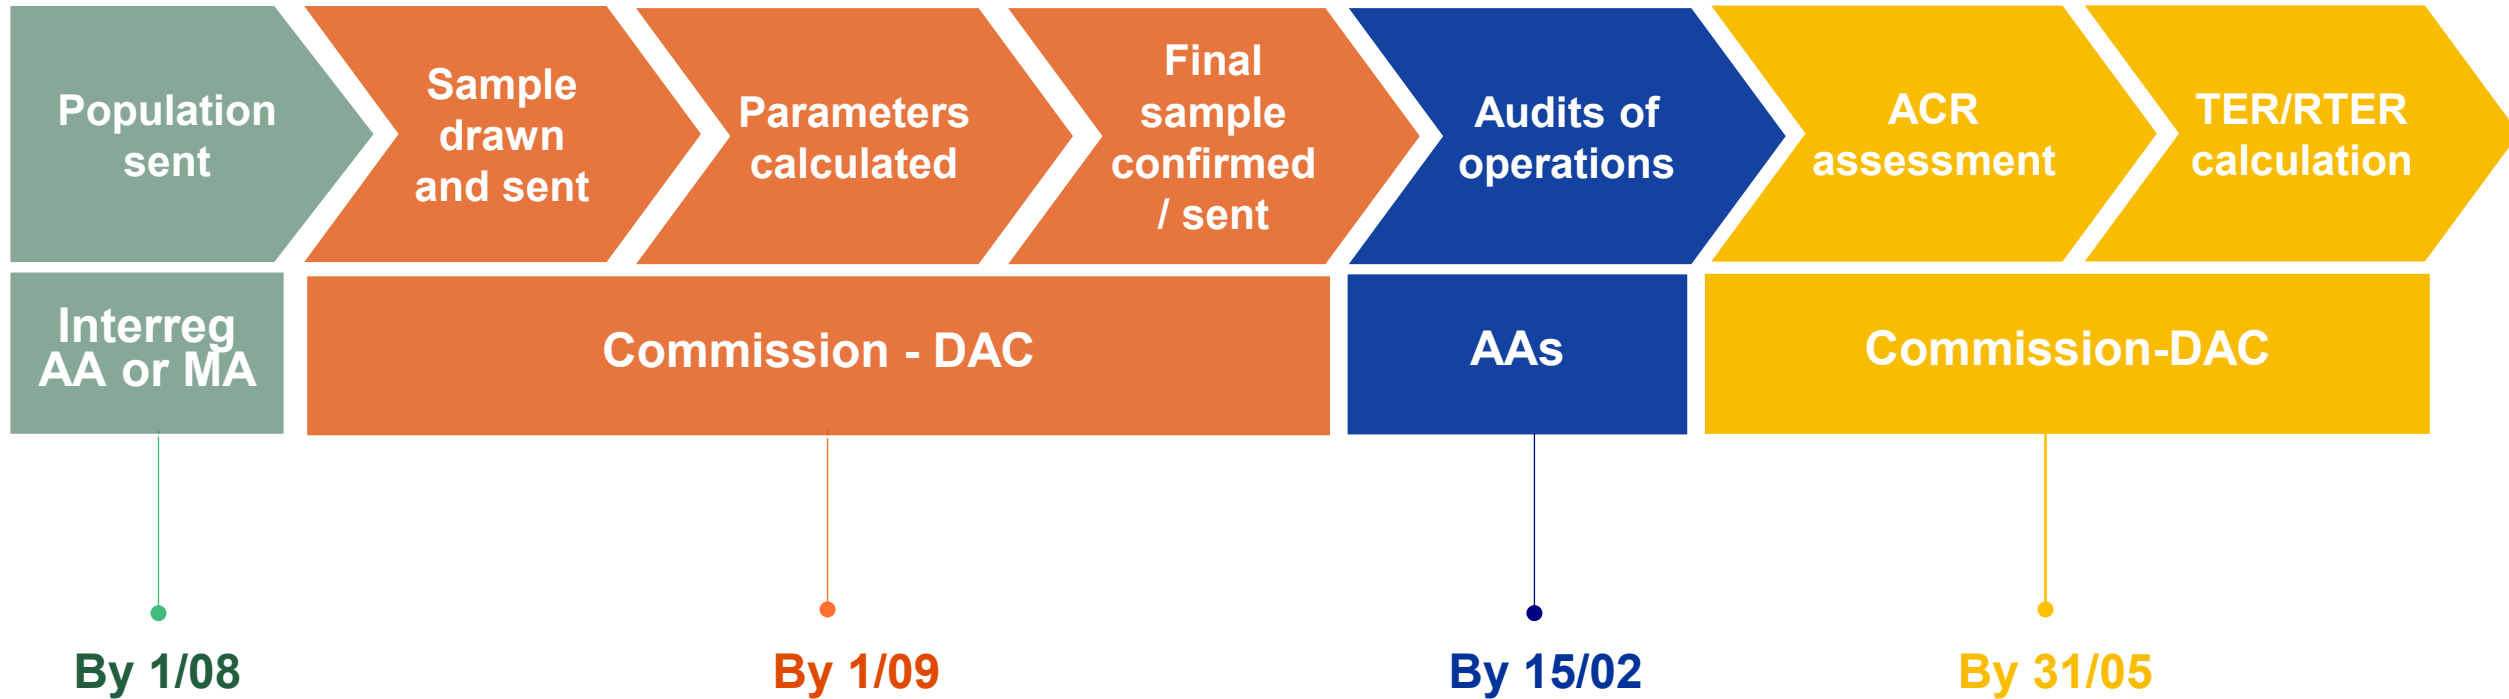 Population
sent
Sample
drawn
and sent
Parameters
calculated
Final
sample
confirmed
/ sent
Audits of
operations
ACR
assessment
TER/RTER
calculation
Interreg
AA or MA
Commission - DAC
AAs
Commission-DAC
By 1/08
By 1/09
By 15/02
By 31/05